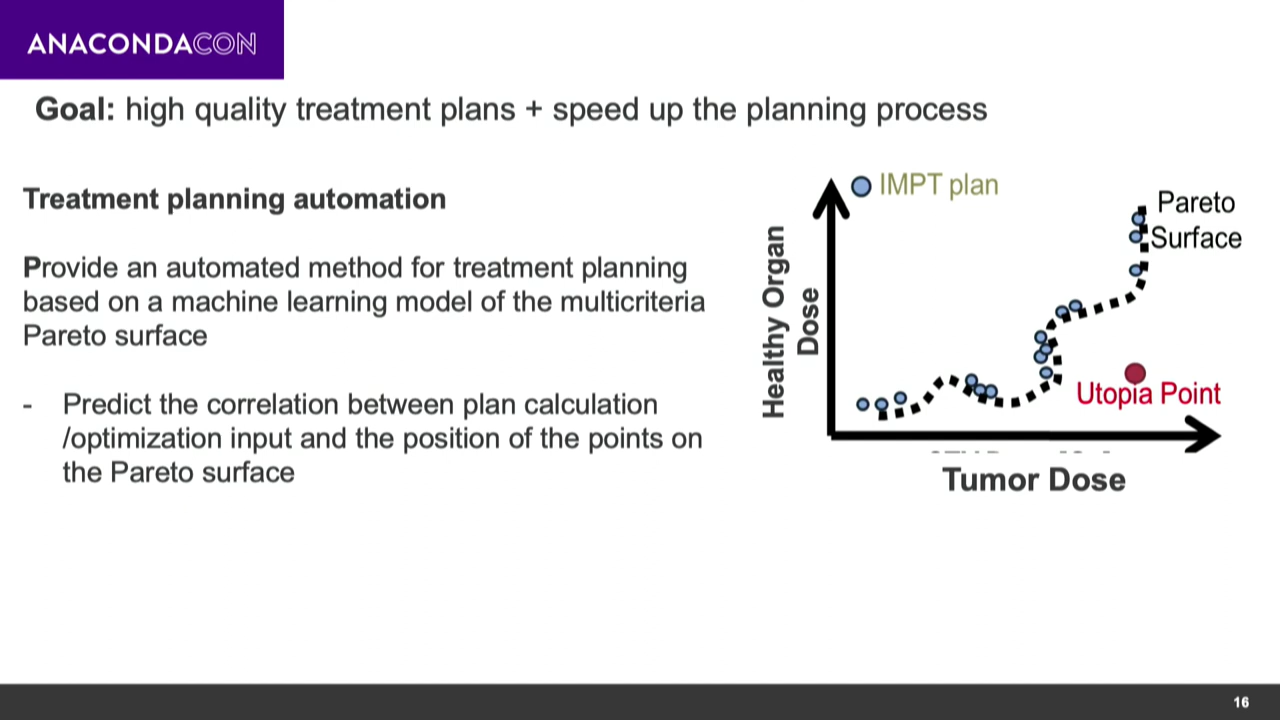 ANACONDACON
Goal: high quality treatment plans + speed up the planning process
Treatment planning automation
Provide an automated method for treatment planning
based on a machine learning model of the multicriteria
Pareto surface
- Predict the correlation between plan calculation
/optimization input and the position of the points on
the Pareto surface
IMPT plan
Pareto
Surface
Healthy Organ
Dose
Utopia Point
Tumor Dose
16